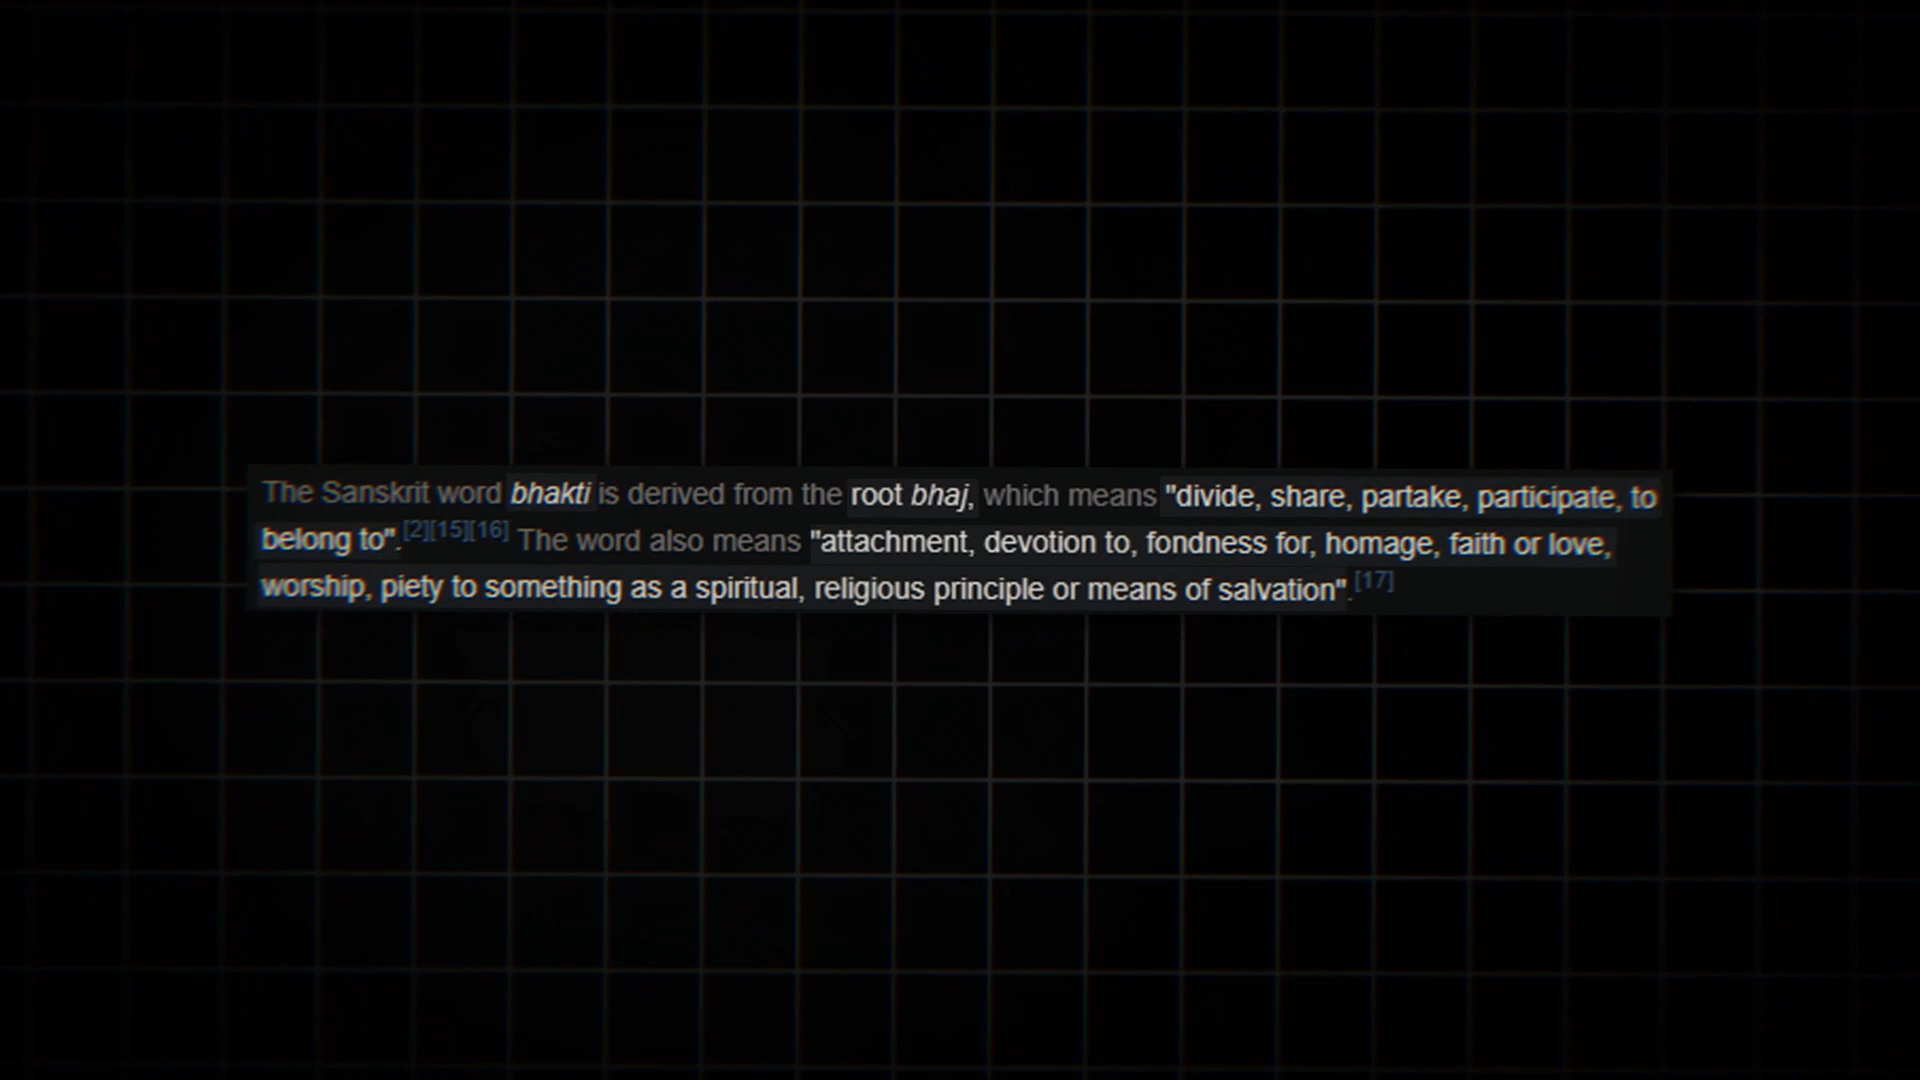 The Sanskrit word bhakti is derived from the root bhaj, which means "divide, share, partake, participate, to
belong to".[2][15][16] The word also means "attachment, devotion to, fondness for, homage, faith or love,
worship, piety to something as a spiritual, religious principle or means of salvation".[17]